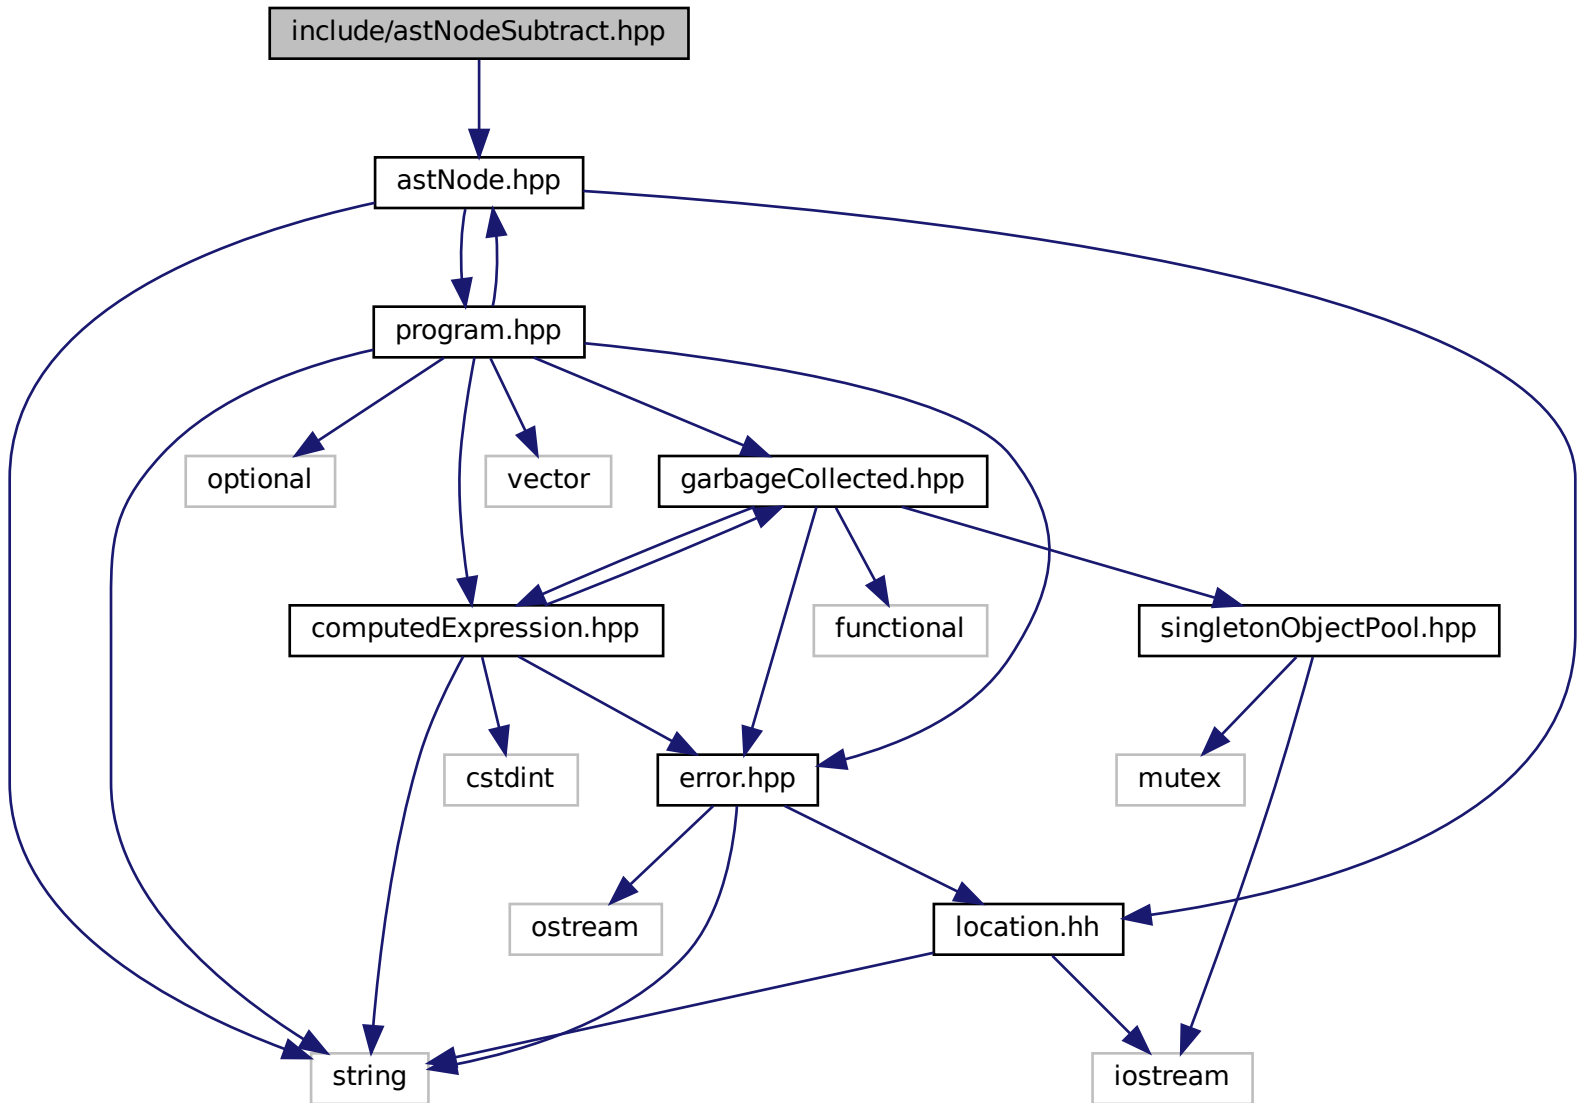 include/astNodeSubtract.hpp
astNode.hpp
program.hpp
optional
vector
garbageCollected.hpp
computedExpression.hpp
functional
singletonObjectPool.hpp
cstdint
error.hpp
mutex
ostream
location.hh
string
iostream